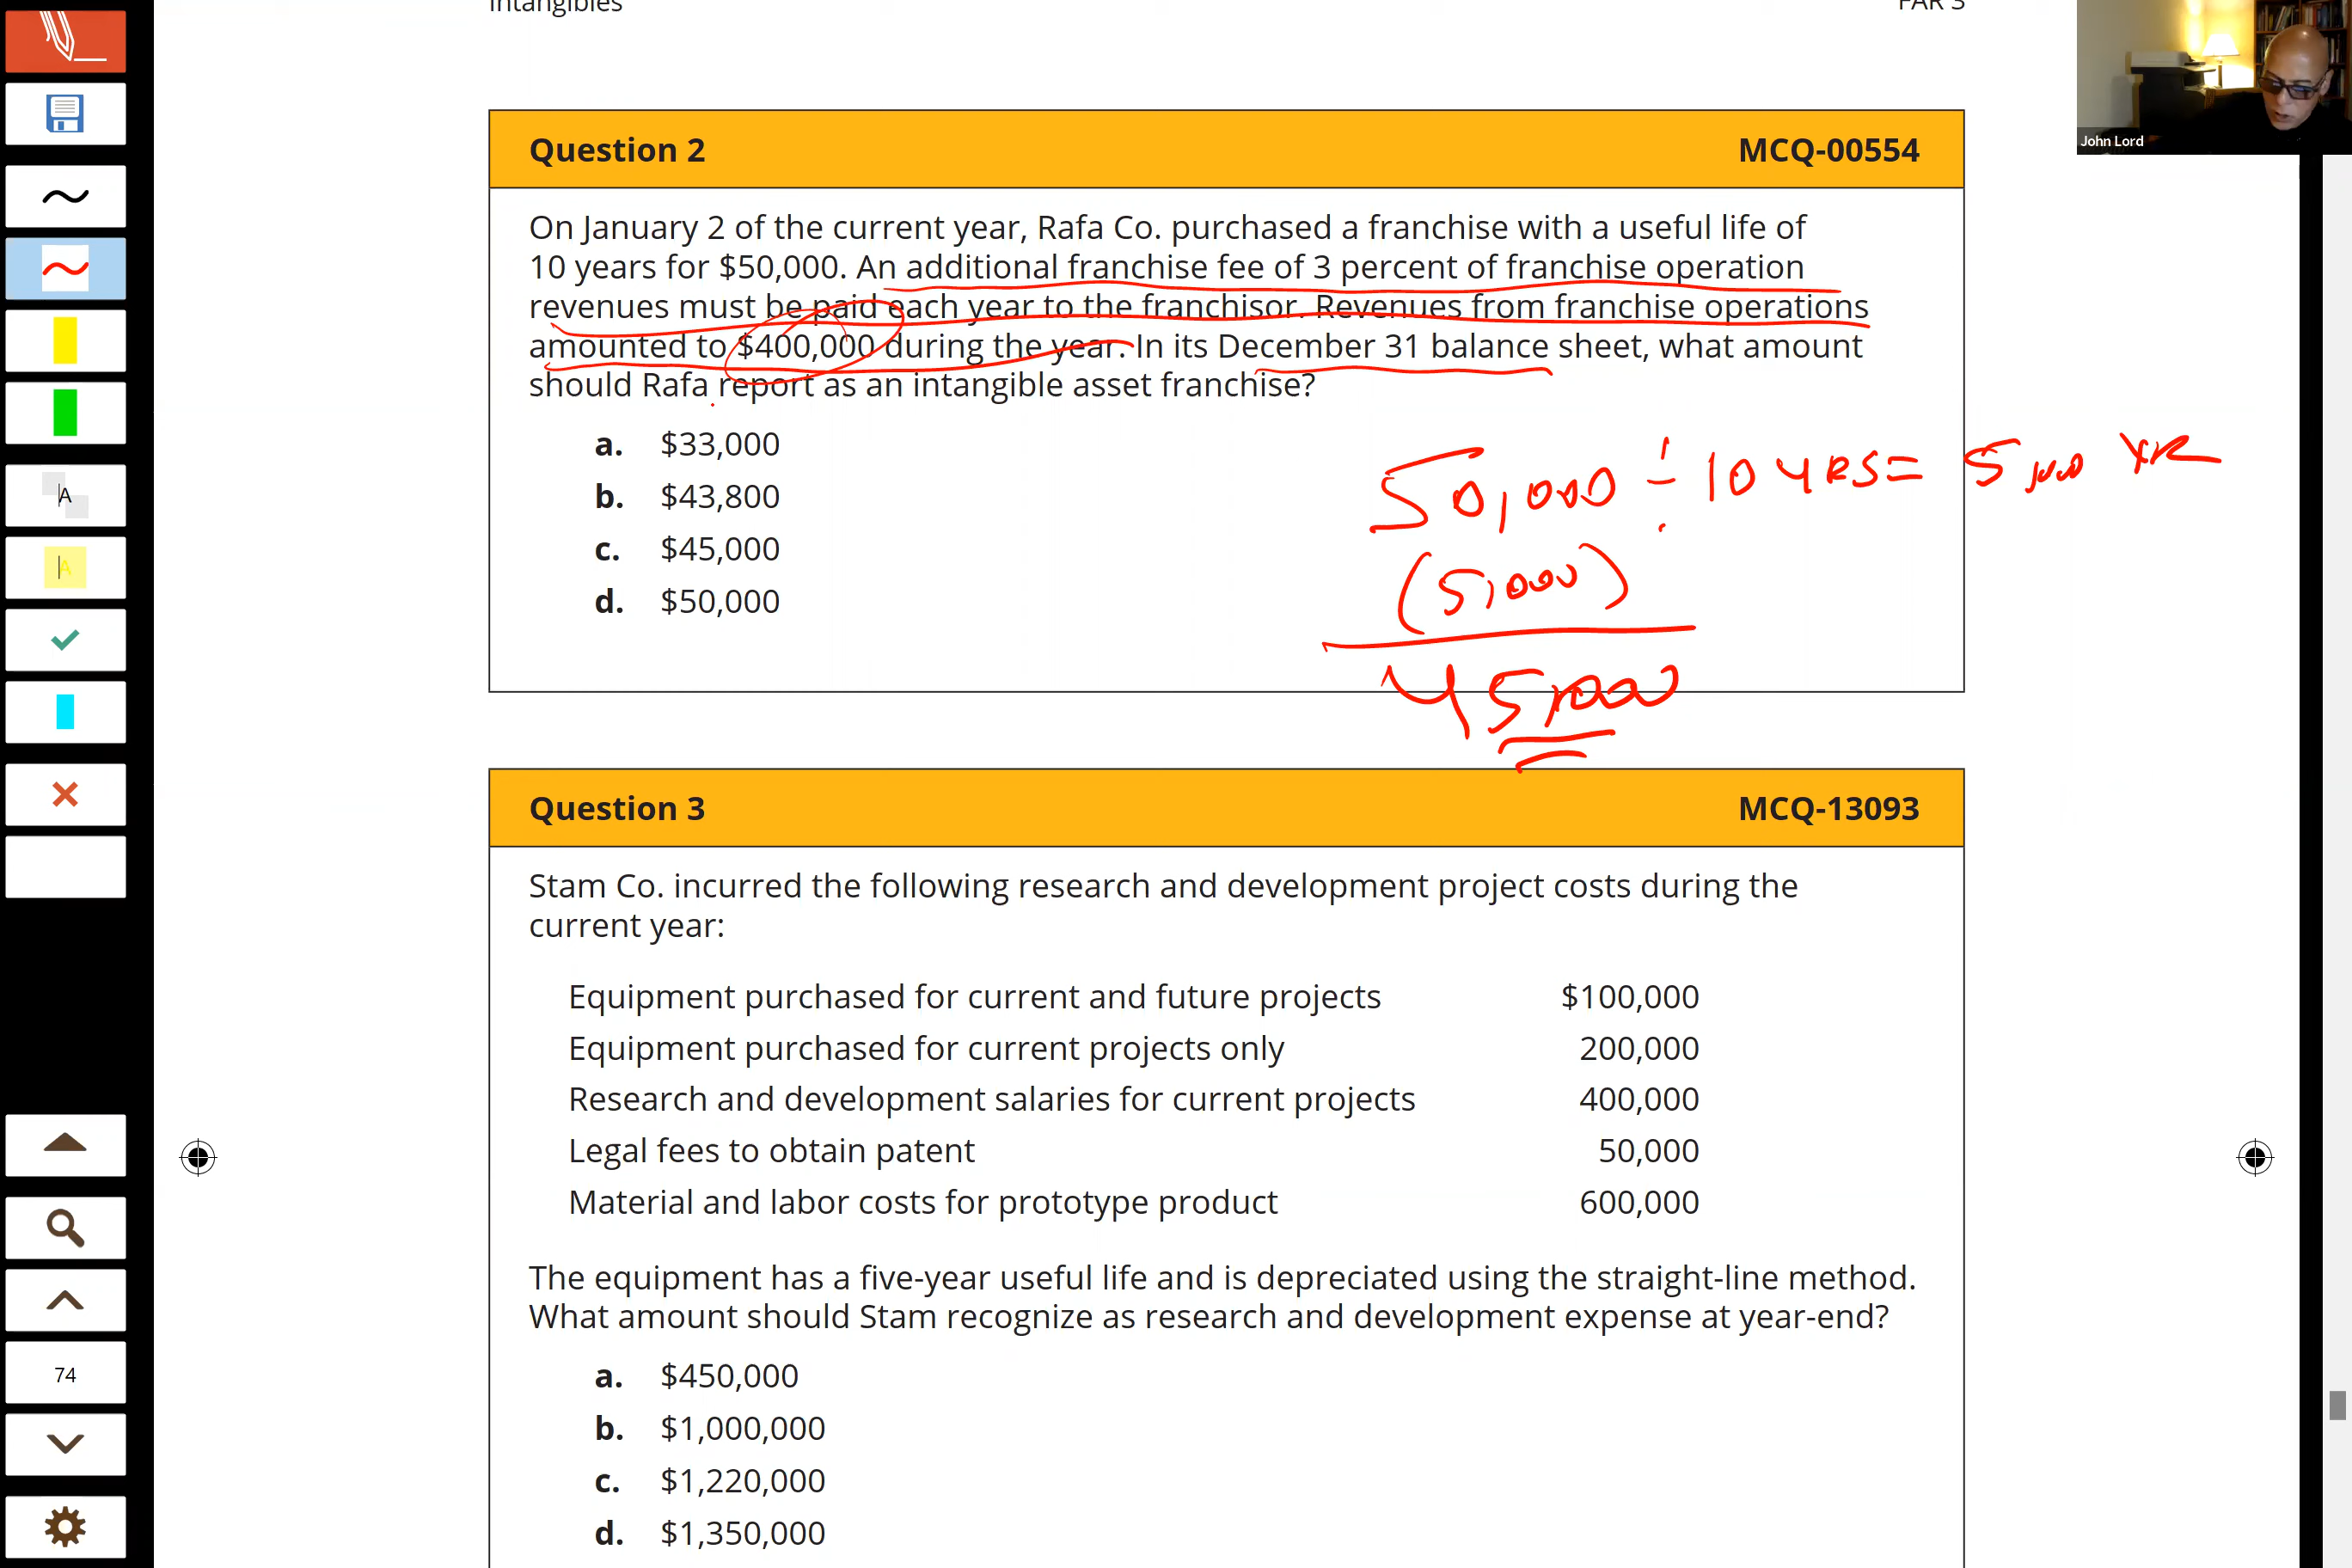 Intangibles
FAR 3
John Lord
Question 2
MCQ-00554
On January 2 of the current year, Rafa Co. purchased a franchise with a useful life of
10 years for $50,000. An additional franchise fee of 3 percent of franchise operation
revenues must be paid each year to the franchisor. Revenues from franchise operations
amounted to $400,000 during the year. In its December 31 balance sheet, what amount
should Rafa report as an intangible asset franchise?
a. $33,000
b. $43,800
c. $45,000
d. $50,000
50,000 ÷ 10 YRS = 5,000 YR
(5,000)
45,000
Question 3
MCQ-13093
Stam Co. incurred the following research and development project costs during the
current year:
Equipment purchased for current and future projects $100,000
Equipment purchased for current projects only 200,000
Research and development salaries for current projects 400,000
Legal fees to obtain patent 50,000
Material and labor costs for prototype product 600,000
The equipment has a five-year useful life and is depreciated using the straight-line method.
What amount should Stam recognize as research and development expense at year-end?
a. $450,000
b. $1,000,000
c. $1,220,000
d. $1,350,000
A
A
74